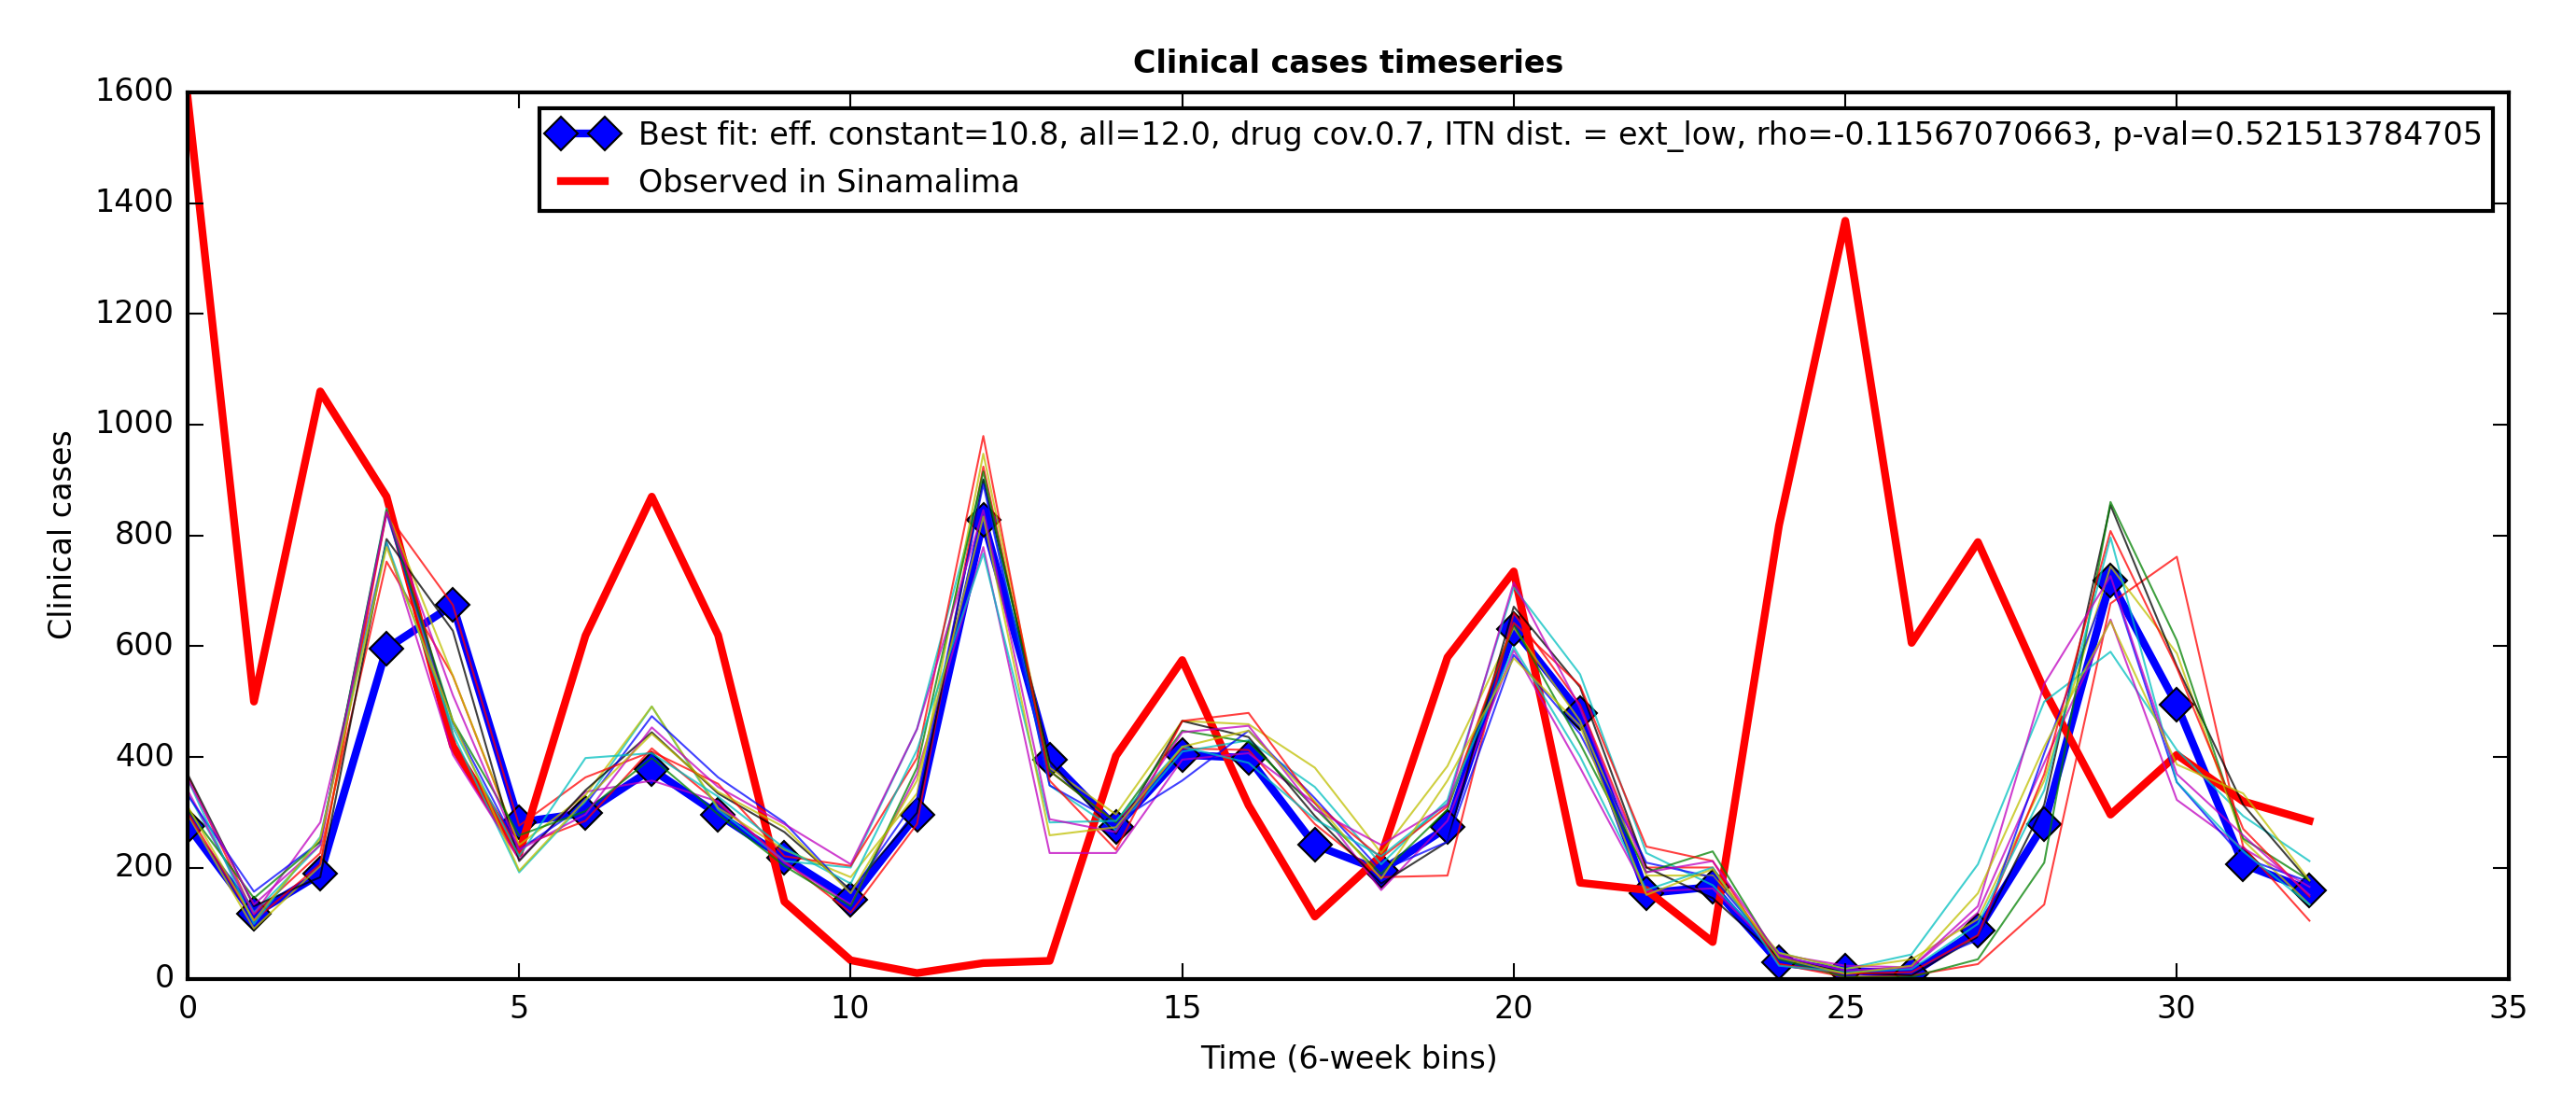 Clinical cases timeseries
1600
1400
1200
1000
800
600
400
200
0
Clinical cases
Best fit: eff. constant=10.8, all=12.0, drug cov.0.7, ITN dist. = ext_low, rho=-0.11567070663, p-val=0.521513784705
Observed in Sinamalima
0 5 10 15 20 25 30 35
Time (6-week bins)